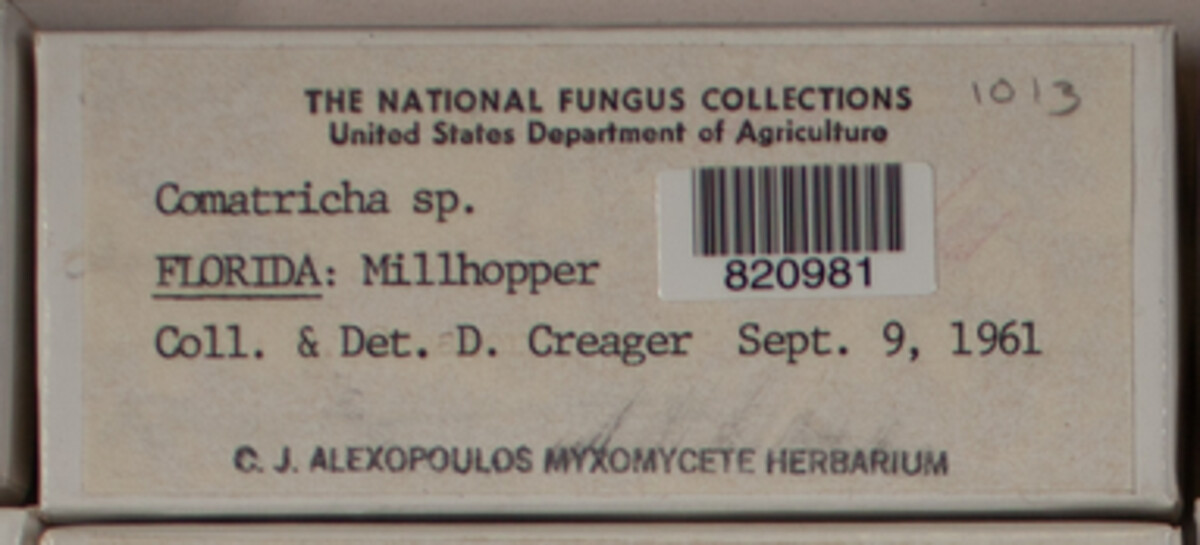 THE NATIONAL FUNGUS COLLECTIONS
1013
United States Department of Agriculture
Comatricha sp.
820981
FLORIDA: Millhopper
Coll. & Det. D. Creager Sept. 9, 1961
C. J. ALEXOPOULOS MYXOMYCETE HERBARIUM